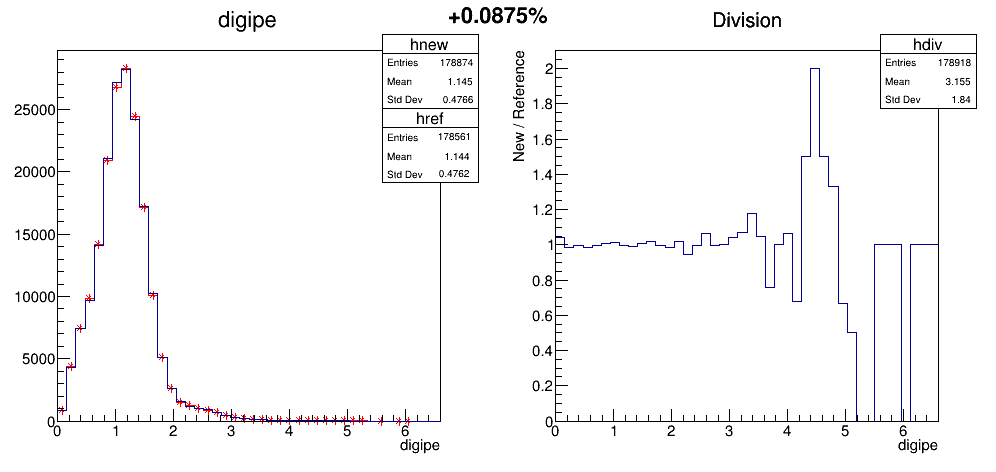 digipe
+0.0875%
Division
hnew
Entries 178874
Mean 1.145
Std Dev 0.4766
href
Entries 178561
Mean 1.144
Std Dev 0.4762
25000
20000
15000
10000
5000
0
0 1 2 3 4 5 6
digipe
hdiv
Entries 178918
Mean 3.155
Std Dev 1.84
New / Reference
2
1.8
1.6
1.4
1.2
1
0.8
0.6
0.4
0.2
0
0 1 2 3 4 5 6
digipe